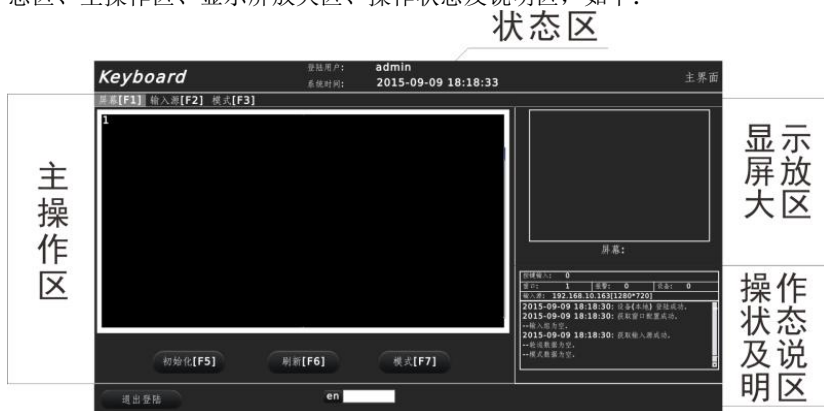 态区、主操作区、显示屏放大区、操作状态及说明区，如下：
状态区
Keyboard
登陆用户: admin
系统时间: 2015-09-09 18:18:33
主界面
屏幕[F1] 输入源[F2] 模式[F3]
1
主操作区
显示屏放大区
屏幕:
按键输入: 0
窗口: 1 报警: 0 设备: 0
输入源: 192.168.10.163[1280*720]
2015-09-09 18:18:30: 设备(本地) 登陆成功.
2015-09-09 18:18:30: 获取窗口配置成功.
--输入组为空.
2015-09-09 18:18:30: 获取输入源成功.
--轮巡数据为空.
--模式数据为空.
操作状态及说明区
初始化[F5] 刷新[F6] 模式[F7]
退出登陆 en